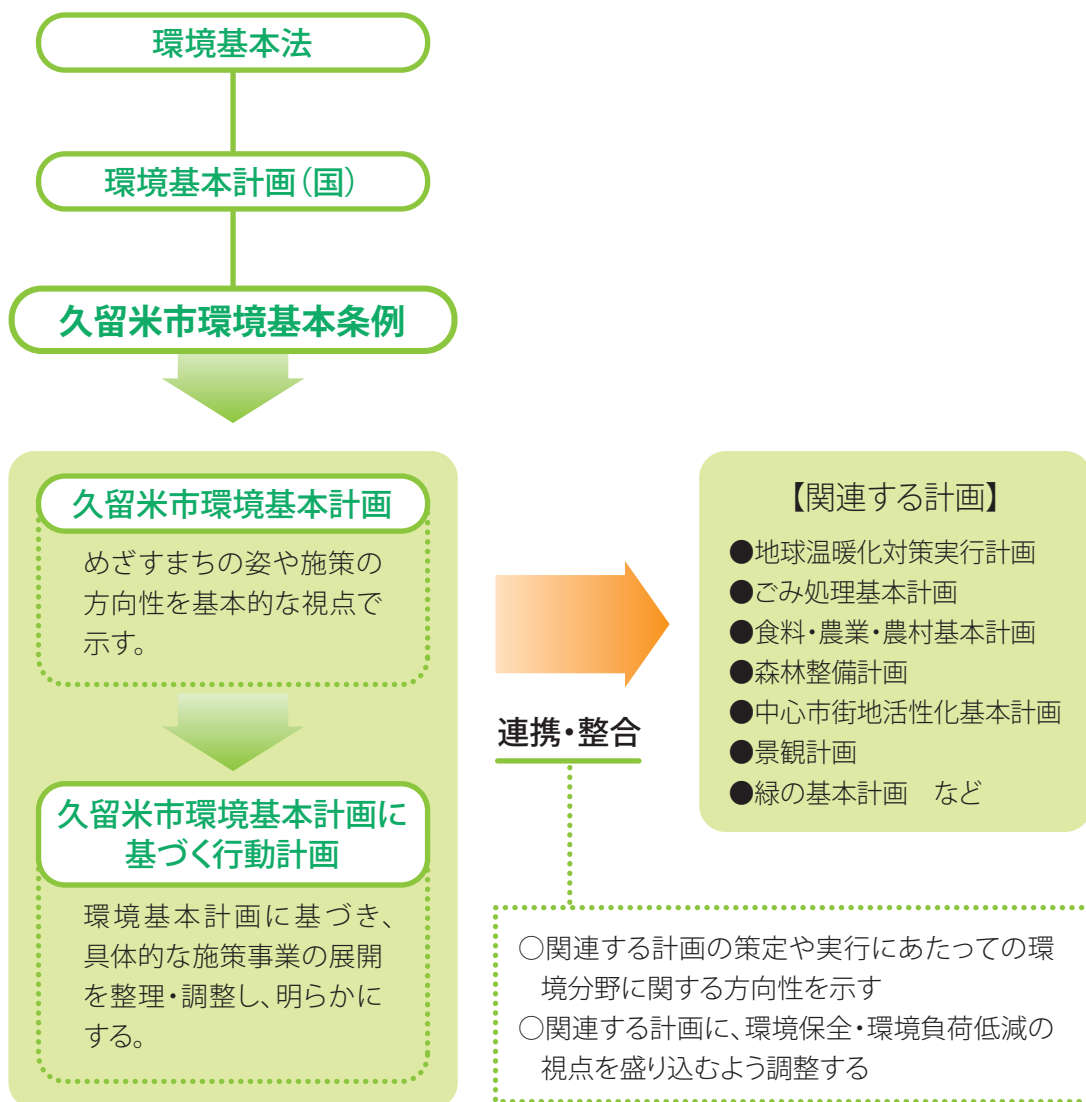 環境基本法
環境基本計画(国)
久留米市環境基本条例
久留米市環境基本計画
めざすまちの姿や施策の
方向性を基本的な視点で
示す。
久留米市環境基本計画に
基づく行動計画
環境基本計画に基づき、
具体的な施策事業の展開
を整理・調整し、明らかに
する。
連携・整合
【関連する計画】
●地球温暖化対策実行計画
●ごみ処理基本計画
●食料・農業・農村基本計画
●森林整備計画
●中心市街地活性化基本計画
●景観計画
●緑の基本計画　など
○関連する計画の策定や実行にあたっての環
境分野に関する方向性を示す
○関連する計画に、環境保全・環境負荷低減の
視点を盛り込むよう調整する